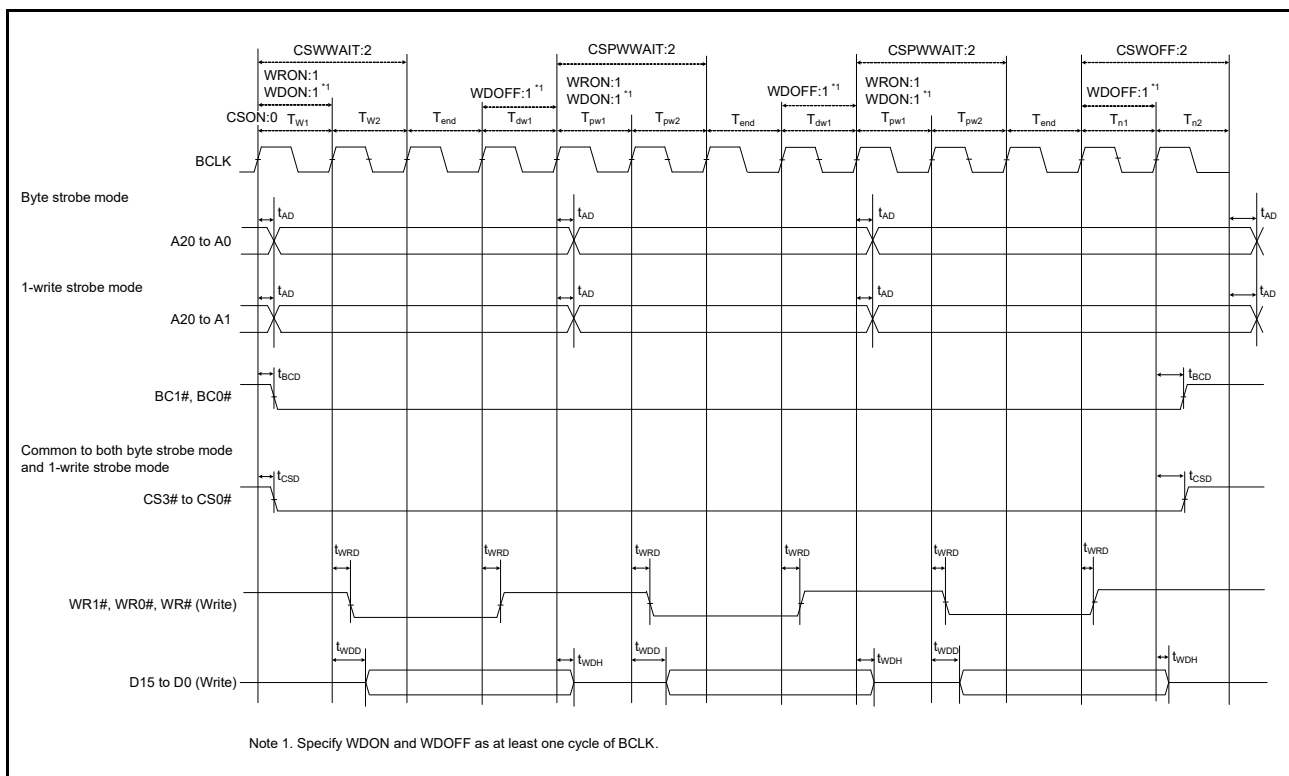 CSWWAIT:2 CSPWWAIT:2 CSPWWAIT:2 CSWOFF:2
WRON:1 WRON:1 WRON:1
WDON:1 *1 WDOFF:1 *1 WDON:1 *1 WDOFF:1 *1 WDON:1 *1 WDOFF:1 *1
CSON:0 TW1 TW2 Tend Tdw1 Tpw1 Tpw2 Tend Tdw1 Tpw1 Tpw2 Tend Tn1 Tn2
BCLK
Byte strobe mode
tAD tAD tAD tAD
A20 to A0
1-write strobe mode
tAD tAD tAD tAD
A20 to A1
tBCD tBCD
BC1#, BC0#
Common to both byte strobe mode
and 1-write strobe mode
tCSD tCSD
CS3# to CS0#
tWRD tWRD tWRD tWRD tWRD tWRD
WR1#, WR0#, WR# (Write)
tWDD tWDH tWDD tWDH tWDD tWDH
D15 to D0 (Write)
Note 1. Specify WDON and WDOFF as at least one cycle of BCLK.